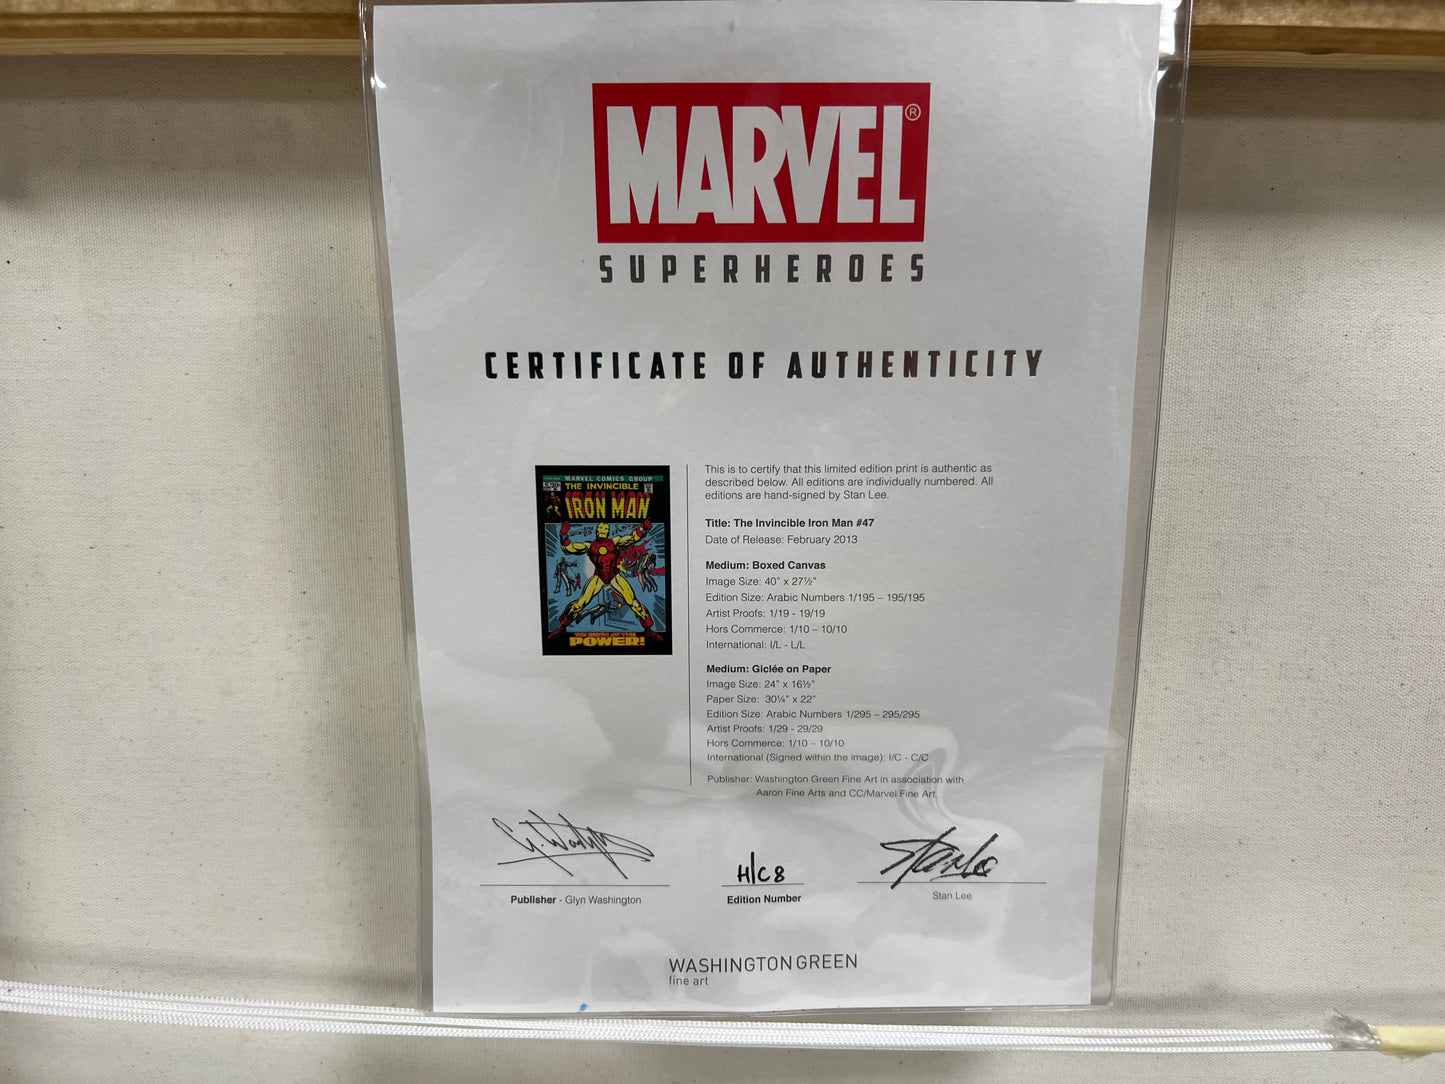 MARVEL®
SUPERHEROES
CERTIFICATE OF AUTHENTICITY
MARVEL COMICS GROUP
THE INVINCIBLE
IRON MAN
POWER!
This is to certify that this limited edition print is authentic as
described below. All editions are individually numbered. All
editions are hand-signed by Stan Lee.
Title: The Invincible Iron Man #47
Date of Release: February 2013
Medium: Boxed Canvas
Image Size: 40" x 27½"
Edition Size: Arabic Numbers 1/195 – 195/195
Artist Proofs: 1/19 - 19/19
Hors Commerce: 1/10 – 10/10
International: I/L - L/L
Medium: Giclée on Paper
Image Size: 24" x 16½"
Paper Size: 30¼" x 22"
Edition Size: Arabic Numbers 1/295 – 295/295
Artist Proofs: 1/29 - 29/29
Hors Commerce: 1/10 – 10/10
International (Signed within the image): I/C - C/C
Publisher: Washington Green Fine Art in association with
Aaron Fine Arts and CC/Marvel Fine Art.
H/C 8
Stan Lee
Publisher - Glyn Washington
Edition Number
Stan Lee
WASHINGTON GREEN
fine art